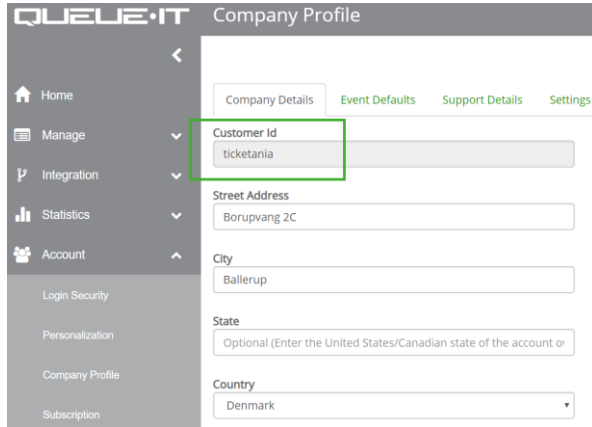 QUEUE·IT
Company Profile
Home
Manage
Integration
Statistics
Account
Login Security
Personalization
Company Profile
Subscription
Company Details Event Defaults Support Details Settings
Customer Id
ticketania
Street Address
Borupvang 2C
City
Ballerup
State
Optional (Enter the United States/Canadian state of the account
Country
Denmark